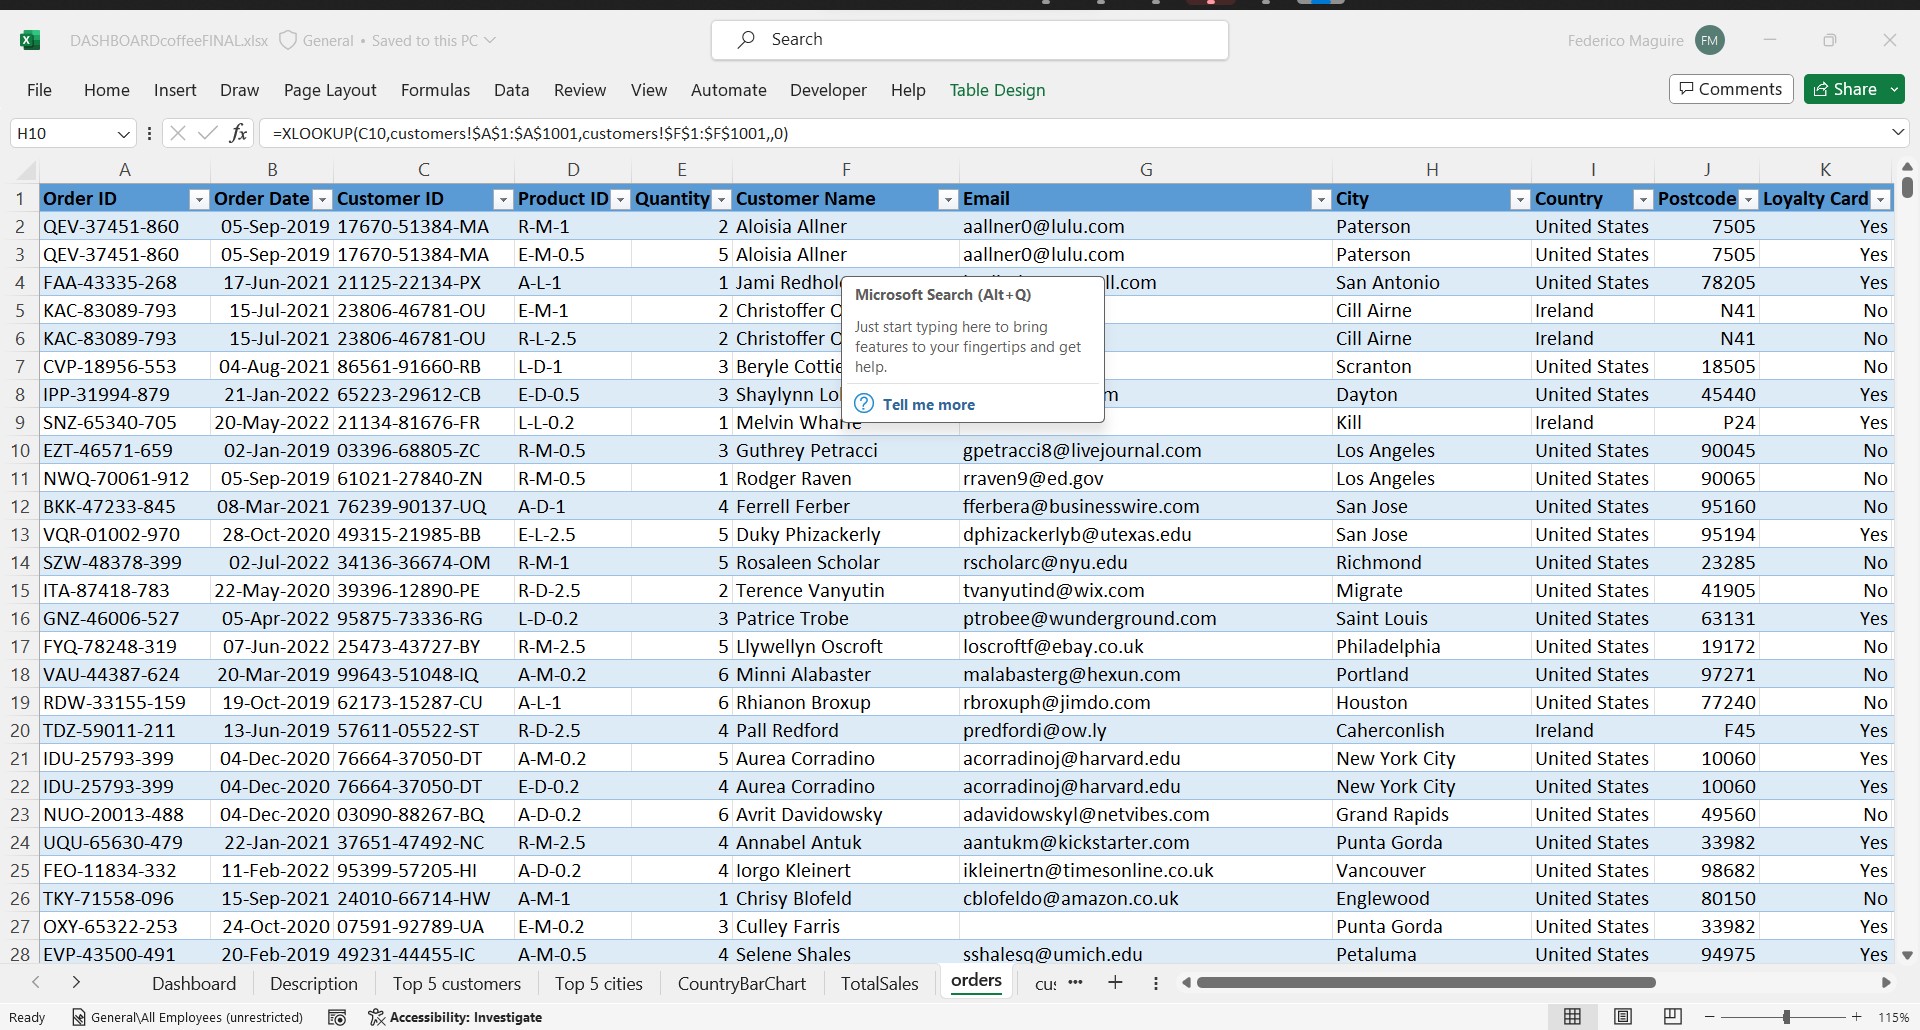 DASHBOARDcoffeeFINAL.xlsx General • Saved to this PC
Search
Federico Maguire FM
File Home Insert Draw Page Layout Formulas Data Review View Automate Developer Help Table Design Comments Share
H10 fx =XLOOKUP(C10,customers!$A$1:$A$1001,customers!$F$1:$F$1001,,0)
A B C D E F G H I J K
1 Order ID Order Date Customer ID Product ID Quantity Customer Name Email City Country Postcode Loyalty Card
2 QEV-37451-860 05-Sep-2019 17670-51384-MA R-M-1 2 Aloisia Allner aallner0@lulu.com Paterson United States 7505 Yes
3 QEV-37451-860 05-Sep-2019 17670-51384-MA E-M-0.5 5 Aloisia Allner aallner0@lulu.com Paterson United States 7505 Yes
4 FAA-43335-268 17-Jun-2021 21125-22134-PX A-L-1 1 Jami Redhol ll.com San Antonio United States 78205 Yes
5 KAC-83089-793 15-Jul-2021 23806-46781-OU E-M-1 2 Christoffer O Cill Airne Ireland N41 No
6 KAC-83089-793 15-Jul-2021 23806-46781-OU R-L-2.5 2 Christoffer O Cill Airne Ireland N41 No
7 CVP-18956-553 04-Aug-2021 86561-91660-RB L-D-1 3 Beryle Cottie Scranton United States 18505 No
8 IPP-31994-879 21-Jan-2022 65223-29612-CB E-D-0.5 3 Shaylynn Lo m Dayton United States 45440 Yes
9 SNZ-65340-705 20-May-2022 21134-81676-FR L-L-0.2 1 Melvin Wharfe Kill Ireland P24 Yes
Microsoft Search (Alt+Q)
Just start typing here to bring
features to your fingertips and get
help.
Tell me more
10 EZT-46571-659 02-Jan-2019 03396-68805-ZC R-M-0.5 3 Guthrey Petracci gpetracci8@livejournal.com Los Angeles United States 90045 No
11 NWQ-70061-912 05-Sep-2019 61021-27840-ZN R-M-0.5 1 Rodger Raven rraven9@ed.gov Los Angeles United States 90065 No
12 BKK-47233-845 08-Mar-2021 76239-90137-UQ A-D-1 4 Ferrell Ferber fferbera@businesswire.com San Jose United States 95160 No
13 VQR-01002-970 28-Oct-2020 49315-21985-BB E-L-2.5 5 Duky Phizackerly dphizackerlyb@utexas.edu San Jose United States 95194 Yes
14 SZW-48378-399 02-Jul-2022 34136-36674-OM R-M-1 5 Rosaleen Scholar rscholarc@nyu.edu Richmond United States 23285 No
15 ITA-87418-783 22-May-2020 39396-12890-PE R-D-2.5 2 Terence Vanyutin tvanyutind@wix.com Migrate United States 41905 No
16 GNZ-46006-527 05-Apr-2022 95875-73336-RG L-D-0.2 3 Patrice Trobe ptrobee@wunderground.com Saint Louis United States 63131 Yes
17 FYQ-78248-319 07-Jun-2022 25473-43727-BY R-M-2.5 5 Llywellyn Oscroft loscroftf@ebay.co.uk Philadelphia United States 19172 No
18 VAU-44387-624 20-Mar-2019 99643-51048-IQ A-M-0.2 6 Minni Alabaster malabasterg@hexun.com Portland United States 97271 No
19 RDW-33155-159 19-Oct-2019 62173-15287-CU A-L-1 6 Rhianon Broxup rbroxuph@jimdo.com Houston United States 77240 No
20 TDZ-59011-211 13-Jun-2019 57611-05522-ST R-D-2.5 4 Pall Redford predfordi@ow.ly Caherconlish Ireland F45 Yes
21 IDU-25793-399 04-Dec-2020 76664-37050-DT A-M-0.2 5 Aurea Corradino acorradinoj@harvard.edu New York City United States 10060 Yes
22 IDU-25793-399 04-Dec-2020 76664-37050-DT E-D-0.2 4 Aurea Corradino acorradinoj@harvard.edu New York City United States 10060 Yes
23 NUO-20013-488 04-Dec-2020 03090-88267-BQ A-D-0.2 6 Avrit Davidowsky adavidowskyl@netvibes.com Grand Rapids United States 49560 No
24 UQU-65630-479 22-Jan-2021 37651-47492-NC R-M-2.5 4 Annabel Antuk aantukm@kickstarter.com Punta Gorda United States 33982 Yes
25 FEO-11834-332 11-Feb-2022 95399-57205-HI A-D-0.2 4 Iorgo Kleinert ikleinertn@timesonline.co.uk Vancouver United States 98682 Yes
26 TKY-71558-096 15-Sep-2021 24010-66714-HW A-M-1 1 Chrisy Blofeld cblofeldo@amazon.co.uk Englewood United States 80150 No
27 OXY-65322-253 24-Oct-2020 07591-92789-UA E-M-0.2 3 Culley Farris Punta Gorda United States 33982 Yes
28 EVP-43500-491 20-Feb-2019 49231-44455-IC A-M-0.5 4 Selene Shales sshalesq@umich.edu Petaluma United States 94975 Yes
Dashboard Description Top 5 customers Top 5 cities CountryBarChart TotalSales orders cu
Ready General\All Employees (unrestricted) Accessibility: Investigate 115%